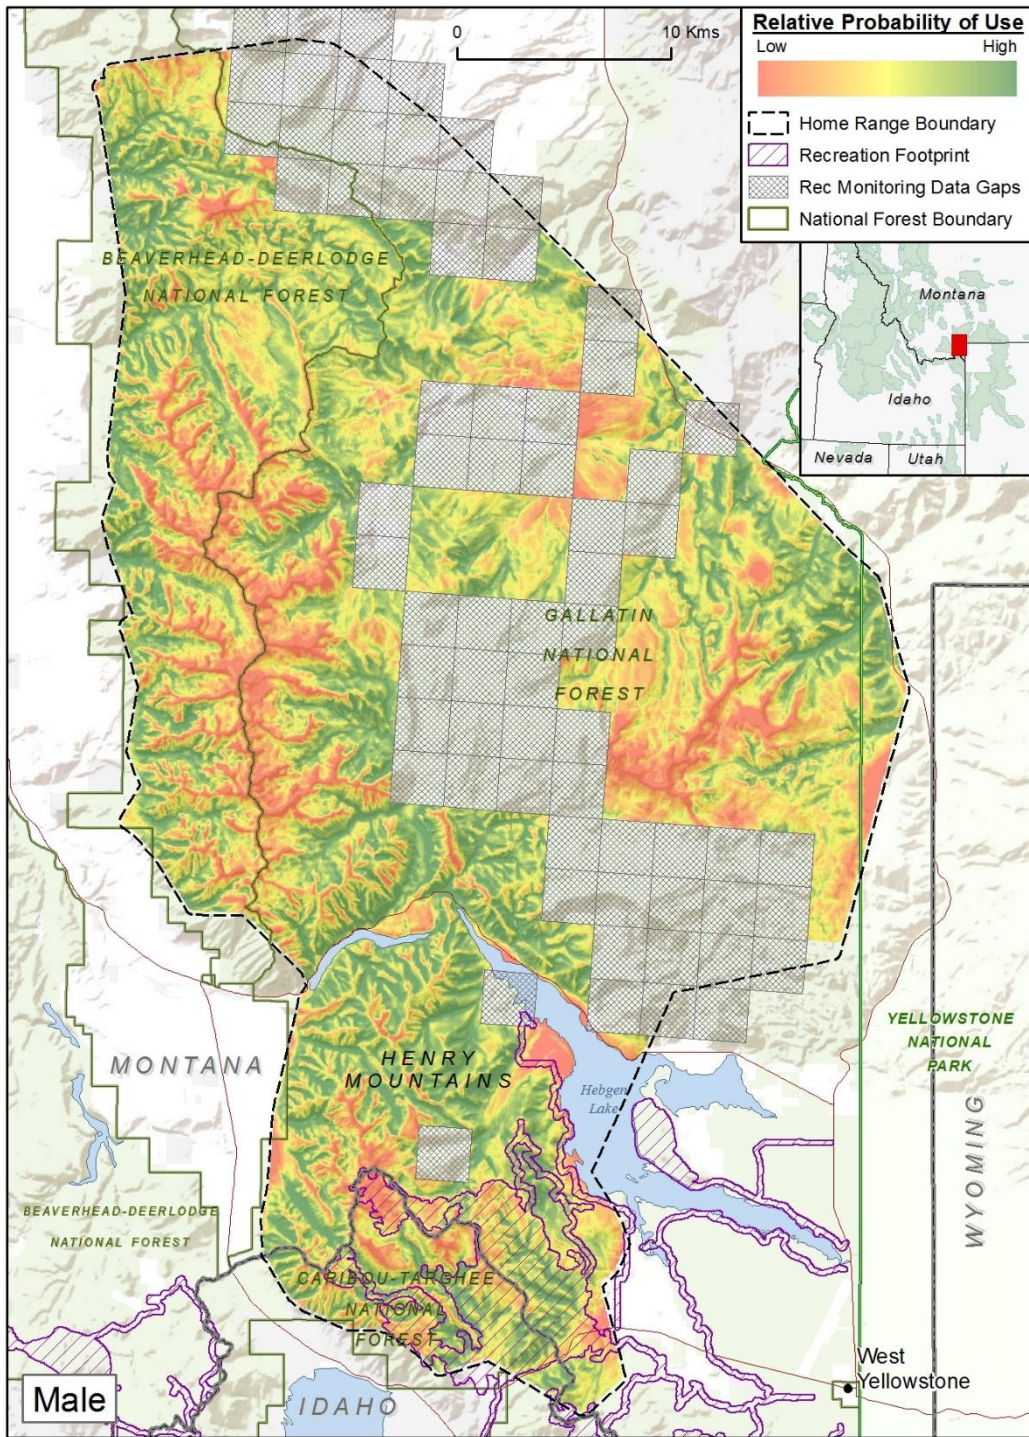 Relative Probability of Use
Low
High
Home Range Boundary
Recreation Footprint
Rec Monitoring Data Gaps
National Forest Boundary
0
10 Kms
Montana
Idaho
Nevada
Utah
BEAVERHEAD-DEERLODGE
NATIONAL FOREST
GALLATIN
NATIONAL
FOREST
MONTANA
HENRY
MOUNTAINS
Hebgen
Lake
YELLOWSTONE
NATIONAL
PARK
WYOMING
BEAVERHEAD-DEERLODGE
NATIONAL FOREST
CARIBOU-TARGHEE
NATIONAL
FOREST
West
Yellowstone
IDAHO
Male